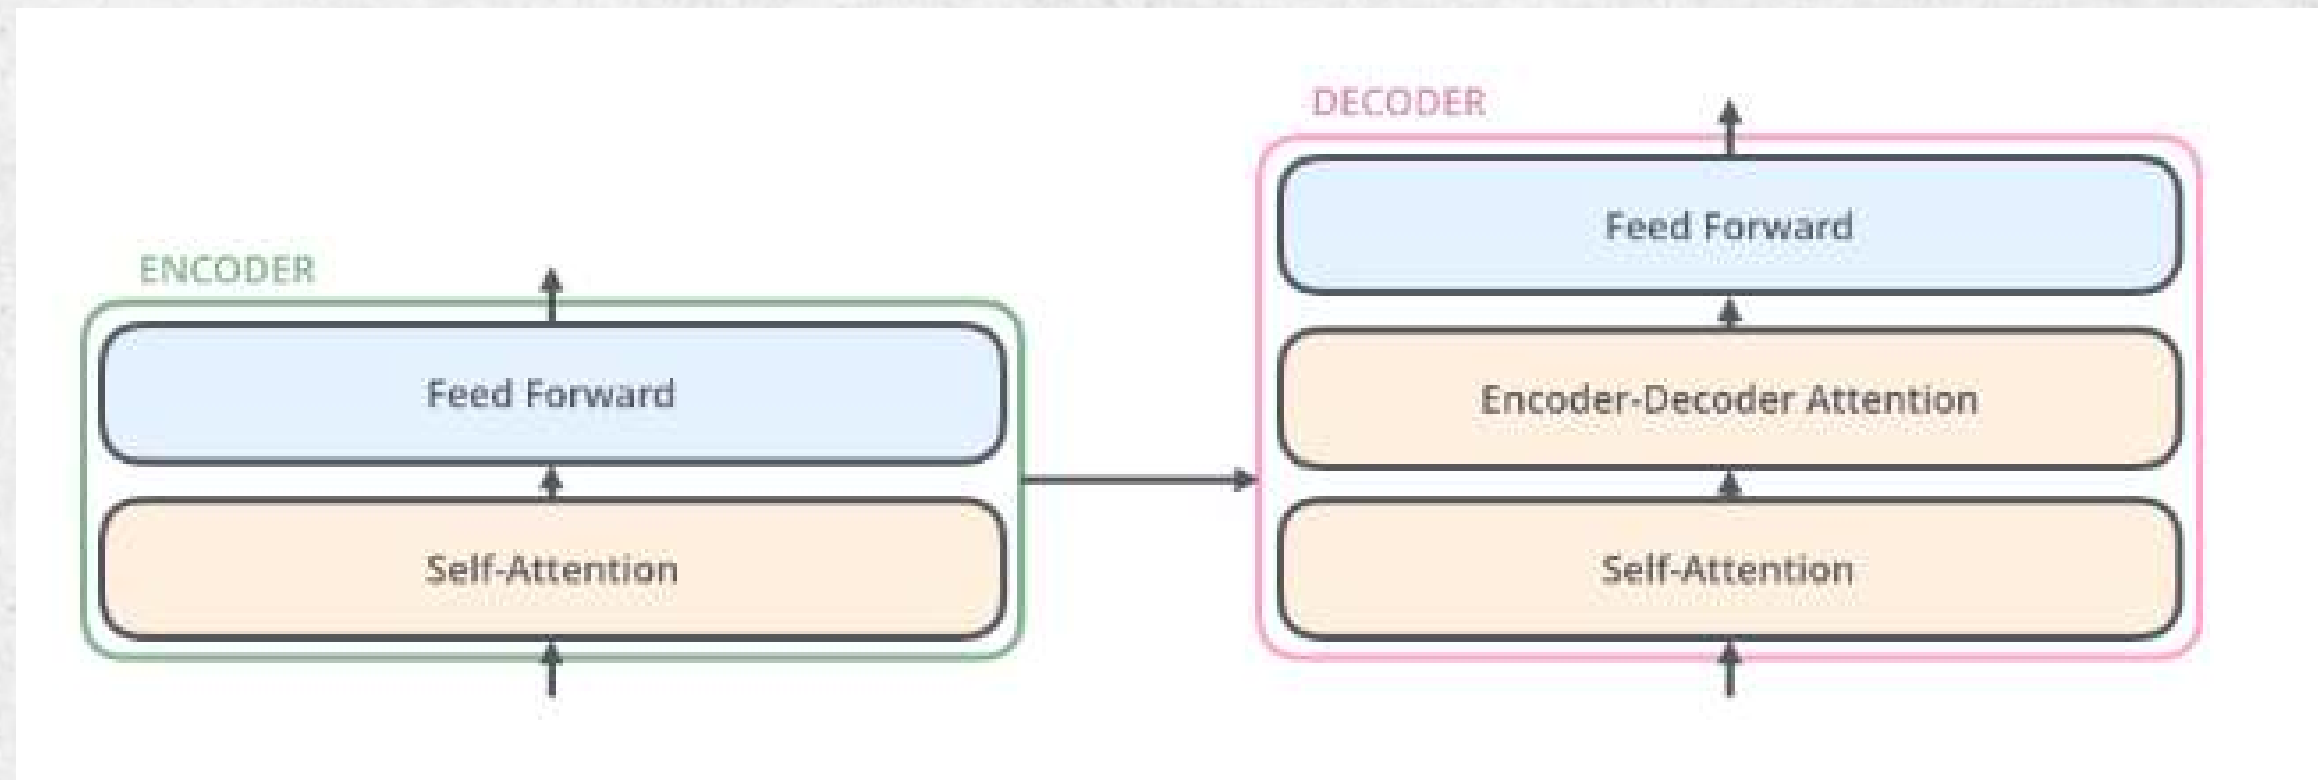 ENCODER
Feed Forward
Self-Attention
DECODER
Feed Forward
Encoder-Decoder Attention
Self-Attention